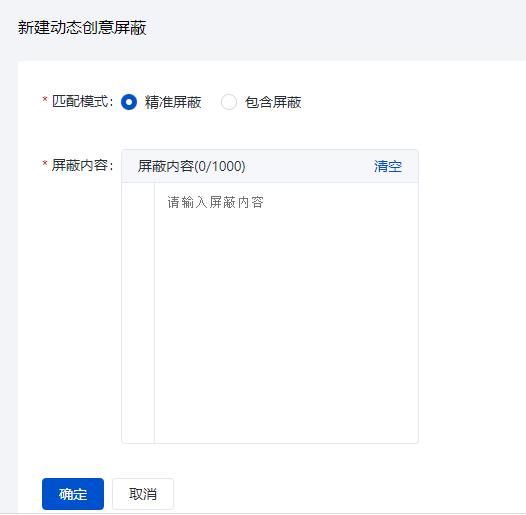 新建动态创意屏蔽
* 匹配模式： 精准屏蔽 包含屏蔽
* 屏蔽内容： 屏蔽内容(0/1000) 清空
请输入屏蔽内容
确定 取消